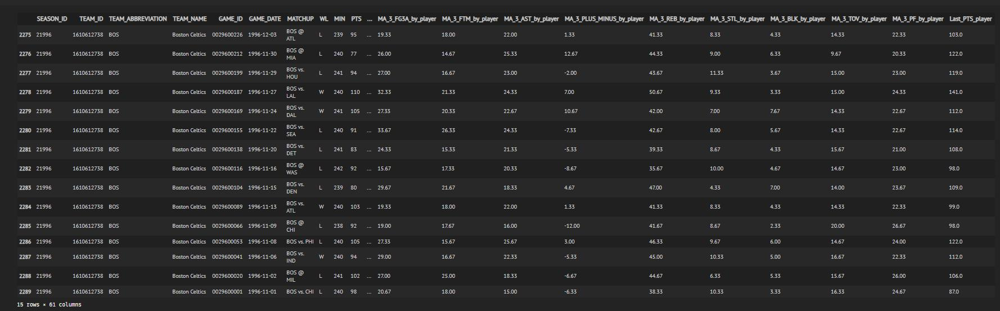 SEASON_ID TEAM_ID TEAM_ABBREVIATION TEAM_NAME GAME_ID GAME_DATE MATCHUP WL MIN PTS ... MA_3_FG3A_by_player MA_3_FTM_by_player MA_3_AST_by_player MA_3_PLUS_MINUS_by_player MA_3_REB_by_player MA_3_STL_by_player MA_3_BLK_by_player MA_3_TOV_by_player MA_3_PF_by_player Last_PTS_player
2275 21996 1610612738 BOS Boston Celtics 0029600226 1996-12-03 BOS @ ATL L 239 95 ... 19.33 18.00 22.00 1.33 41.33 8.33 4.33 14.33 22.33 103.0
2276 21996 1610612738 BOS Boston Celtics 0029600212 1996-11-30 BOS @ MIA L 240 77 ... 26.00 14.67 25.33 12.67 44.33 9.00 6.33 9.67 20.33 122.0
2277 21996 1610612738 BOS Boston Celtics 0029600199 1996-11-29 BOS vs. HOU L 241 94 ... 27.00 16.67 23.00 -2.00 43.67 11.33 3.67 15.00 23.00 119.0
2278 21996 1610612738 BOS Boston Celtics 0029600187 1996-11-27 BOS vs. LAL W 240 110 ... 32.33 21.33 24.33 7.00 50.67 9.33 3.33 15.00 24.33 141.0
2279 21996 1610612738 BOS Boston Celtics 0029600169 1996-11-24 BOS vs. DAL W 241 105 ... 27.33 20.33 22.67 10.67 42.00 7.00 7.67 14.33 22.67 112.0
2280 21996 1610612738 BOS Boston Celtics 0029600155 1996-11-22 BOS vs. SEA L 240 91 ... 33.67 26.33 24.33 -7.33 42.67 8.00 5.67 14.33 22.67 114.0
2281 21996 1610612738 BOS Boston Celtics 0029600138 1996-11-20 BOS vs. DET L 241 83 ... 24.33 15.33 21.33 -5.33 39.33 8.67 4.33 15.67 21.00 108.0
2282 21996 1610612738 BOS Boston Celtics 0029600116 1996-11-16 BOS @ WAS L 242 92 ... 15.67 17.33 20.33 -8.67 35.67 10.00 4.67 14.67 23.00 98.0
2283 21996 1610612738 BOS Boston Celtics 0029600104 1996-11-15 BOS vs. DEN L 239 80 ... 29.67 21.67 18.33 4.67 47.00 4.33 7.00 14.00 23.67 109.0
2284 21996 1610612738 BOS Boston Celtics 0029600089 1996-11-13 BOS vs. ATL W 240 103 ... 19.33 18.00 22.00 1.33 41.33 8.33 4.33 14.33 22.33 99.0
2285 21996 1610612738 BOS Boston Celtics 0029600066 1996-11-09 BOS @ CHI L 238 92 ... 19.00 17.67 16.00 -12.00 41.67 8.67 2.33 20.00 26.67 98.0
2286 21996 1610612738 BOS Boston Celtics 0029600053 1996-11-08 BOS vs. PHI L 240 105 ... 27.33 15.67 25.67 3.00 46.33 9.67 6.00 14.67 24.00 122.0
2287 21996 1610612738 BOS Boston Celtics 0029600041 1996-11-06 BOS vs. IND W 240 94 ... 29.00 16.67 22.33 -5.33 45.00 10.33 5.00 16.67 22.33 112.0
2288 21996 1610612738 BOS Boston Celtics 0029600020 1996-11-02 BOS @ MIL L 241 102 ... 27.00 25.00 18.33 -6.67 44.67 6.33 5.33 15.67 26.00 106.0
2289 21996 1610612738 BOS Boston Celtics 0029600001 1996-11-01 BOS vs. CHI L 240 98 ... 20.67 18.00 15.00 -6.33 38.33 10.33 3.33 16.33 24.67 87.0
15 rows × 61 columns